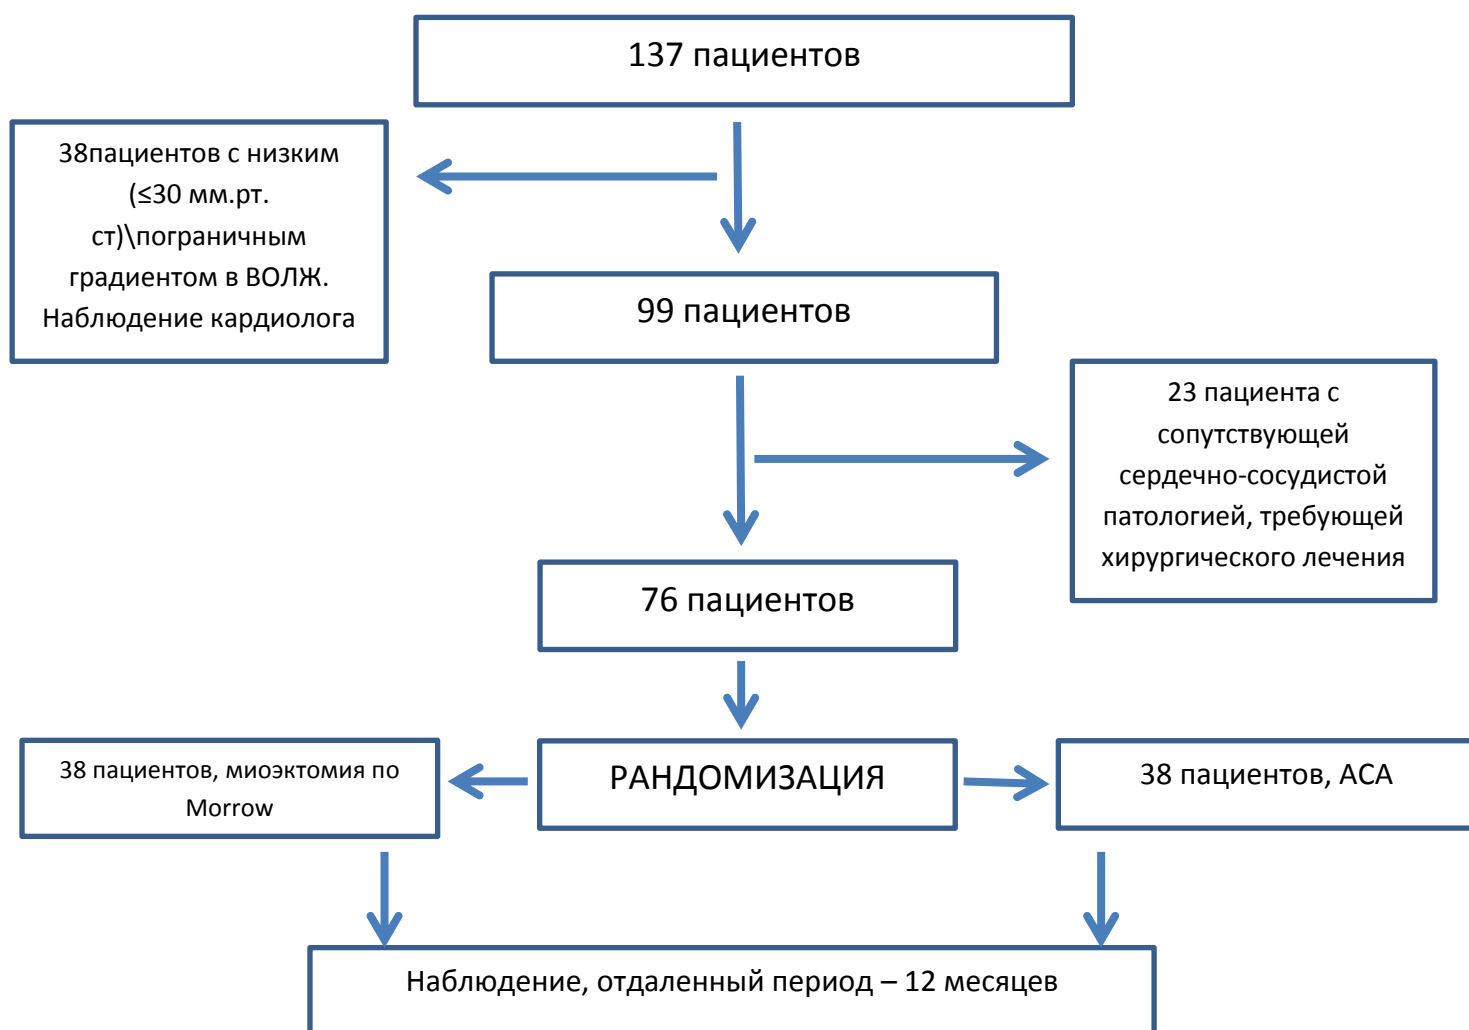 137 пациентов
38пациентов с низким
(≤30 мм.рт.
ст)\пограничным
градиентом в ВОЛЖ.
Наблюдение кардиолога
99 пациентов
23 пациента с
сопутствующей
сердечно-сосудистой
патологией, требующей
хирургического лечения
76 пациентов
38 пациентов, миоэктомия по
Morrow
РАНДОМИЗАЦИЯ
38 пациентов, АСА
Наблюдение, отдаленный период – 12 месяцев